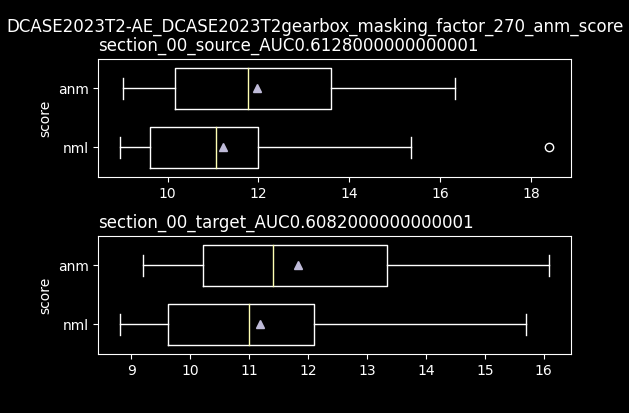 DCASE2023T2-AE_DCASE2023T2gearbox_masking_factor_270_anm_score
section_00_source_AUC0.6128000000000001
anm
score
nml
10 12 14 16 18
section_00_target_AUC0.6082000000000001
anm
score
nml
9 10 11 12 13 14 15 16